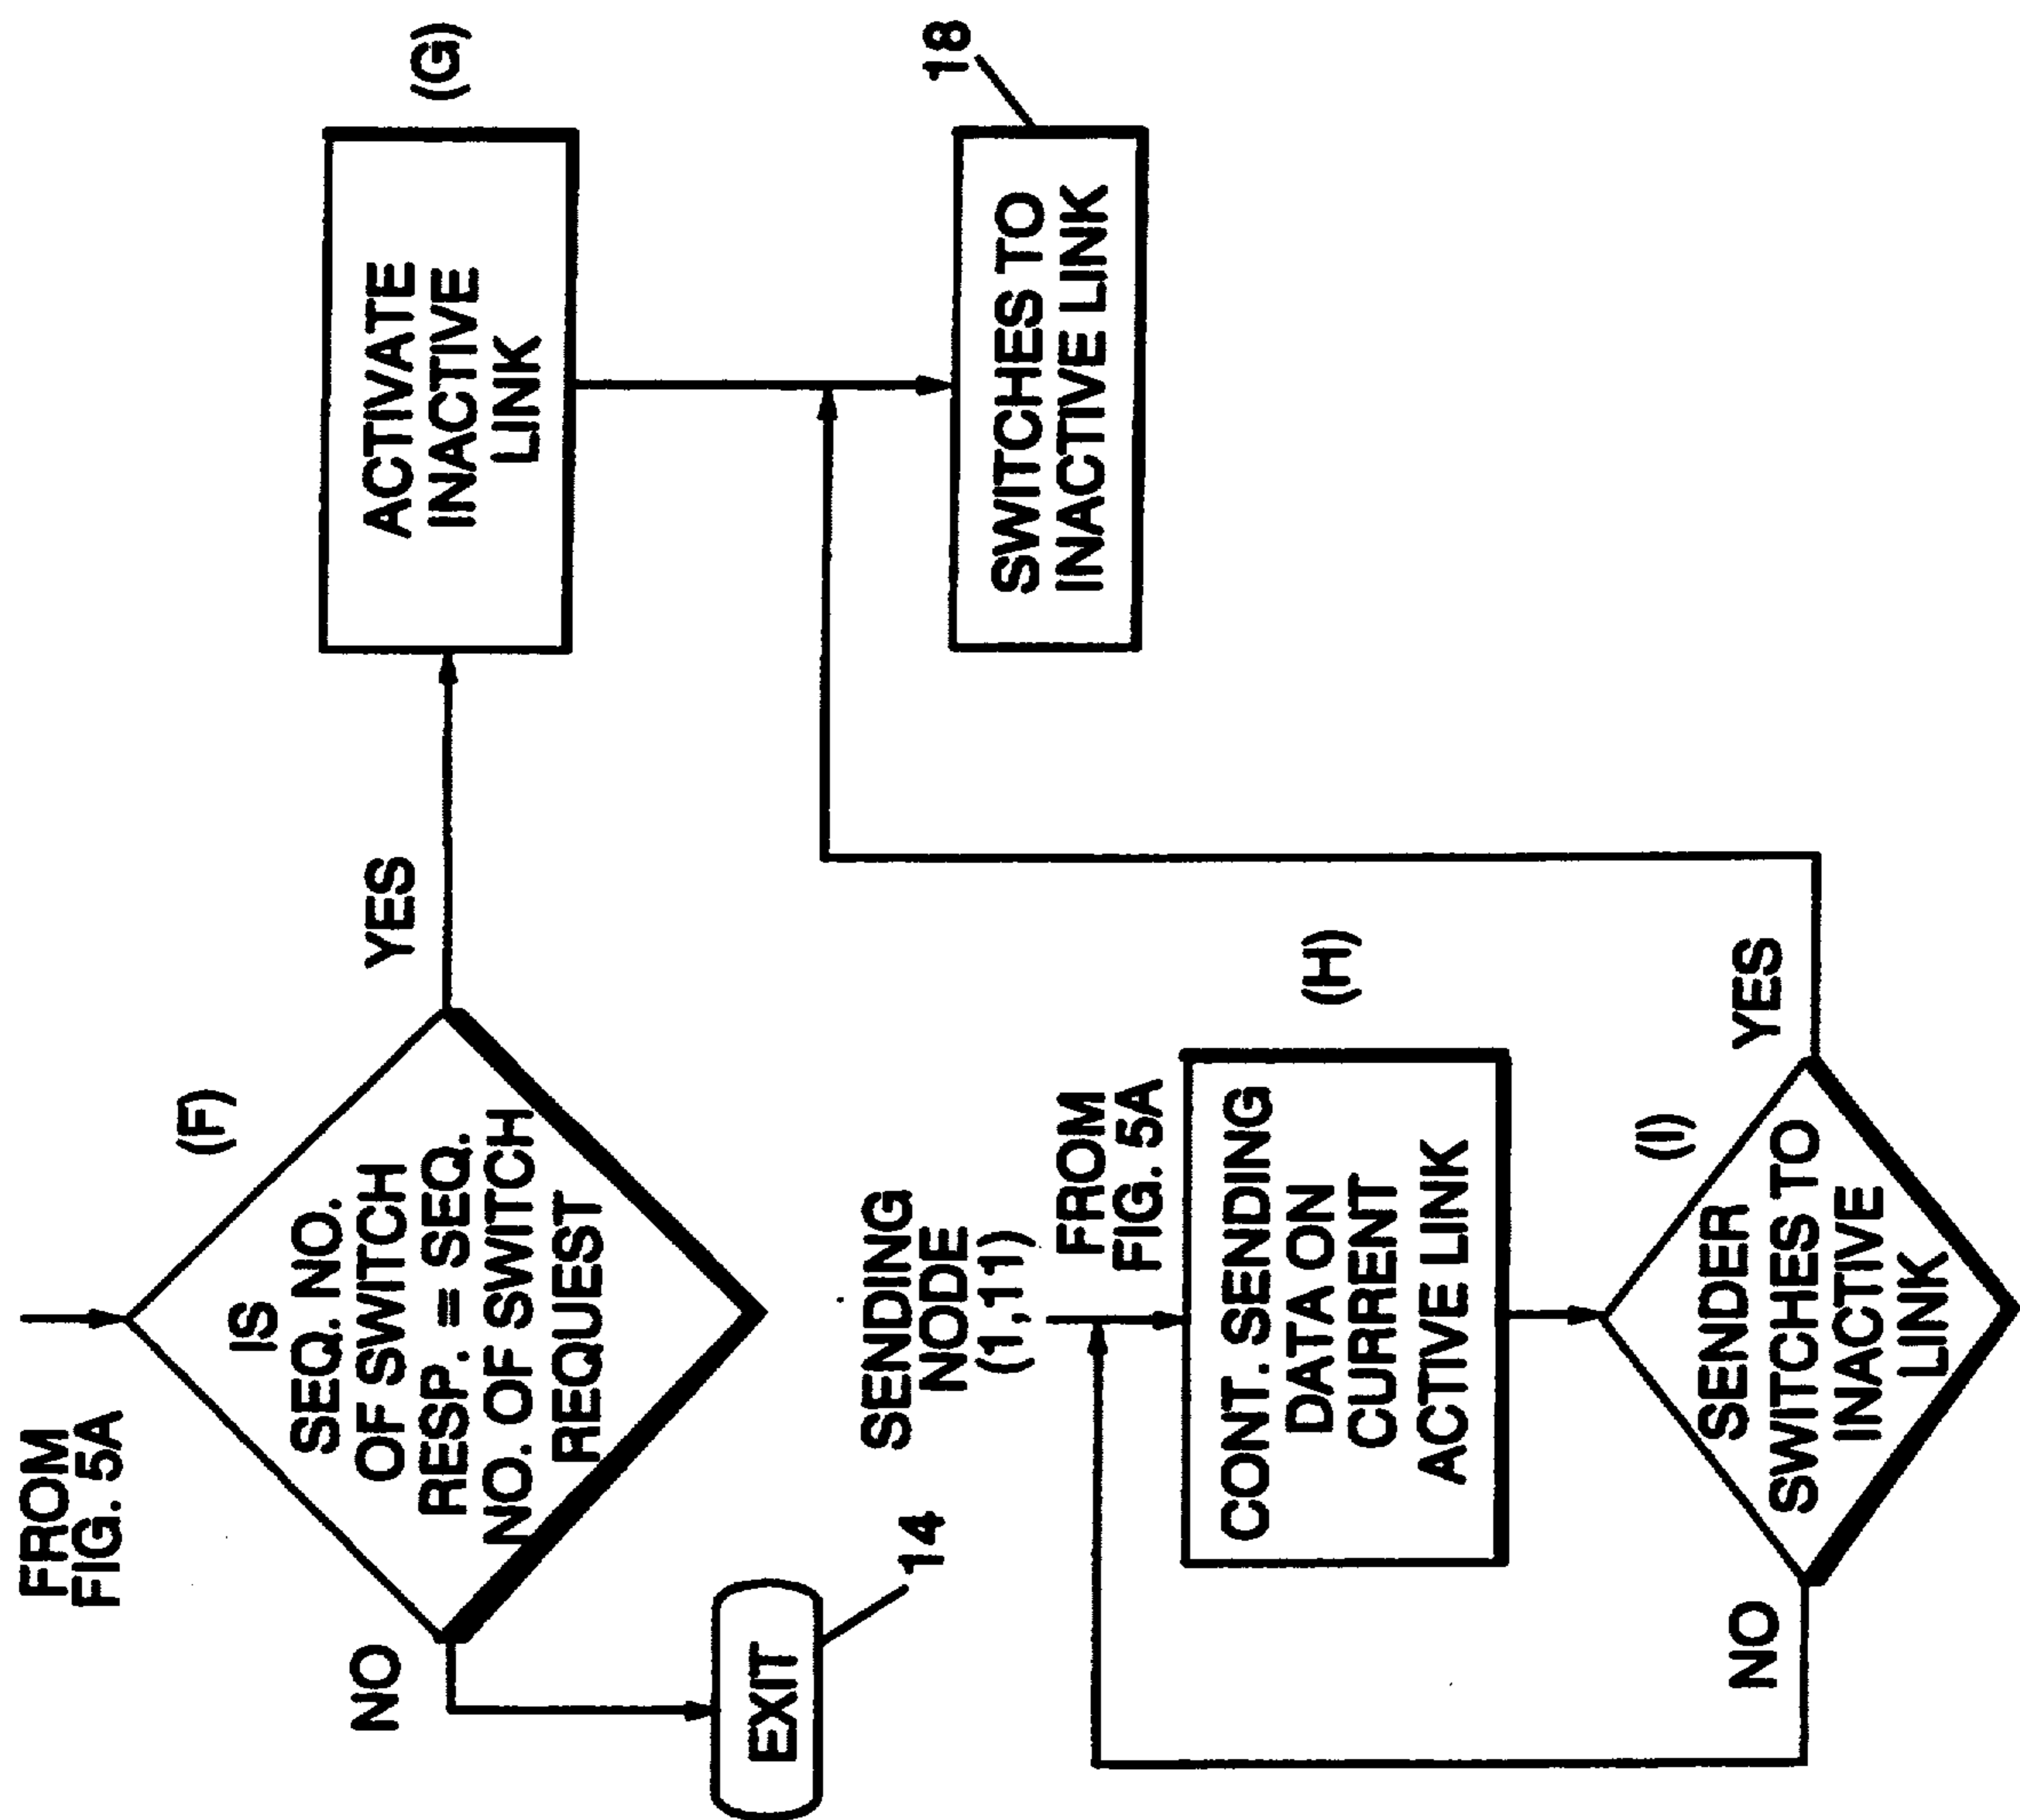 FROM
FIG. 5A
(F)
IS
SEQ. NO.
OF SWITCH
RESP. = SEQ.
NO. OF SWITCH
REQUEST
NO
YES
EXIT
14
ACTIVATE
INACTIVE
LINK
(G)
SWITCHES TO
INACTIVE LINK
18
SENDING
NODE
(1,11)
FROM
FIG. 5A
CONT. SENDING
DATA ON
CURRENT
ACTIVE LINK
(H)
(I)
SENDER
SWITCHES TO
INACTIVE
LINK
NO
YES